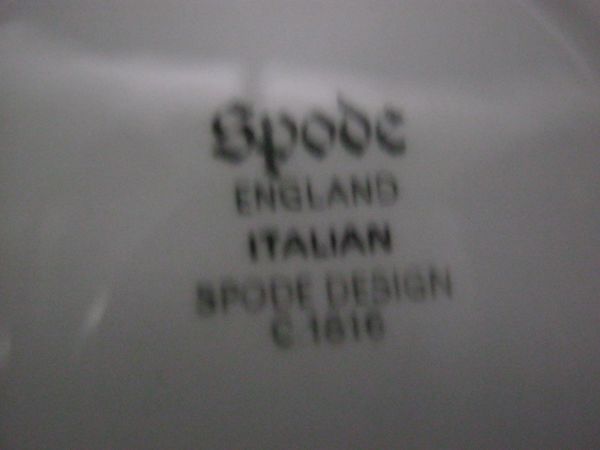 Spode
ENGLAND
ITALIAN
SPODE DESIGN
C.1816